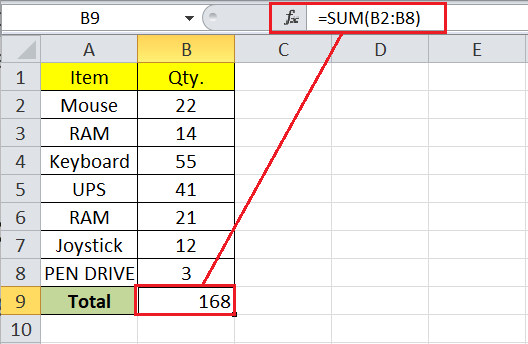 B9 fx =SUM(B2:B8)
A B C D E
1 Item Qty.
2 Mouse 22
3 RAM 14
4 Keyboard 55
5 UPS 41
6 RAM 21
7 Joystick 12
8 PEN DRIVE 3
9 Total 168
10